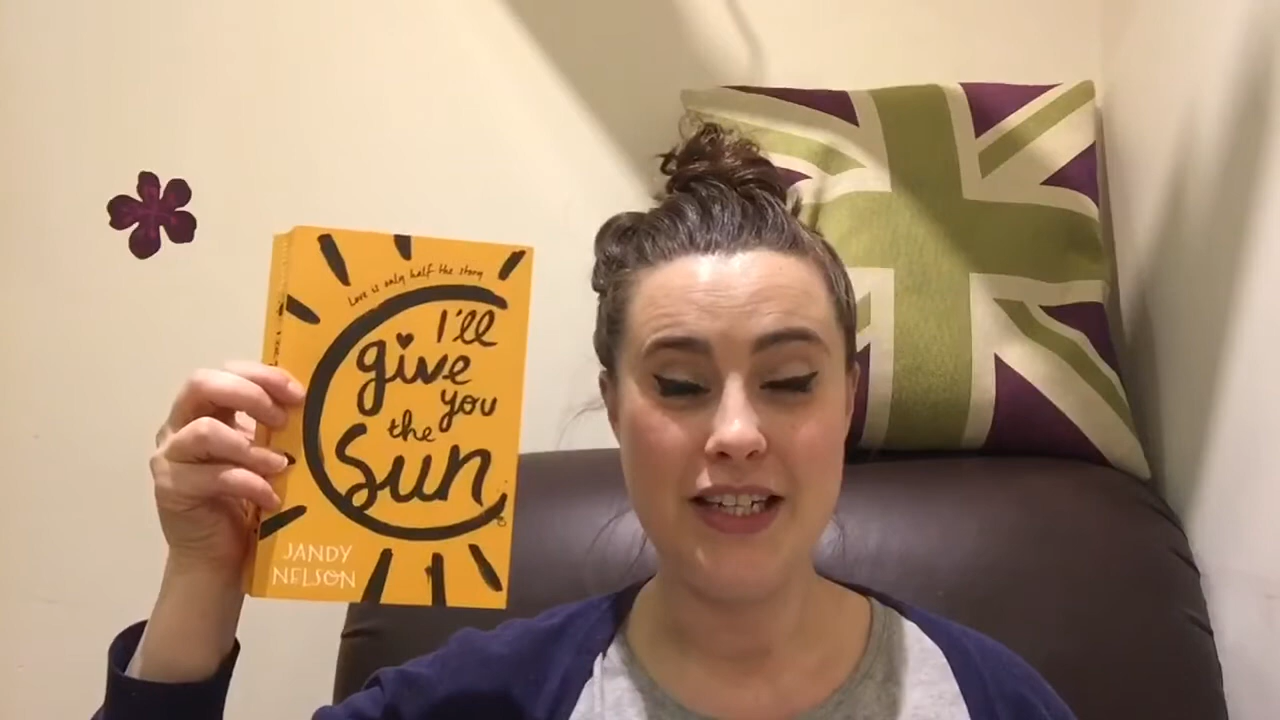 Love is only half the story
I'll
give
you
the
Sun
JANDY
NELSON